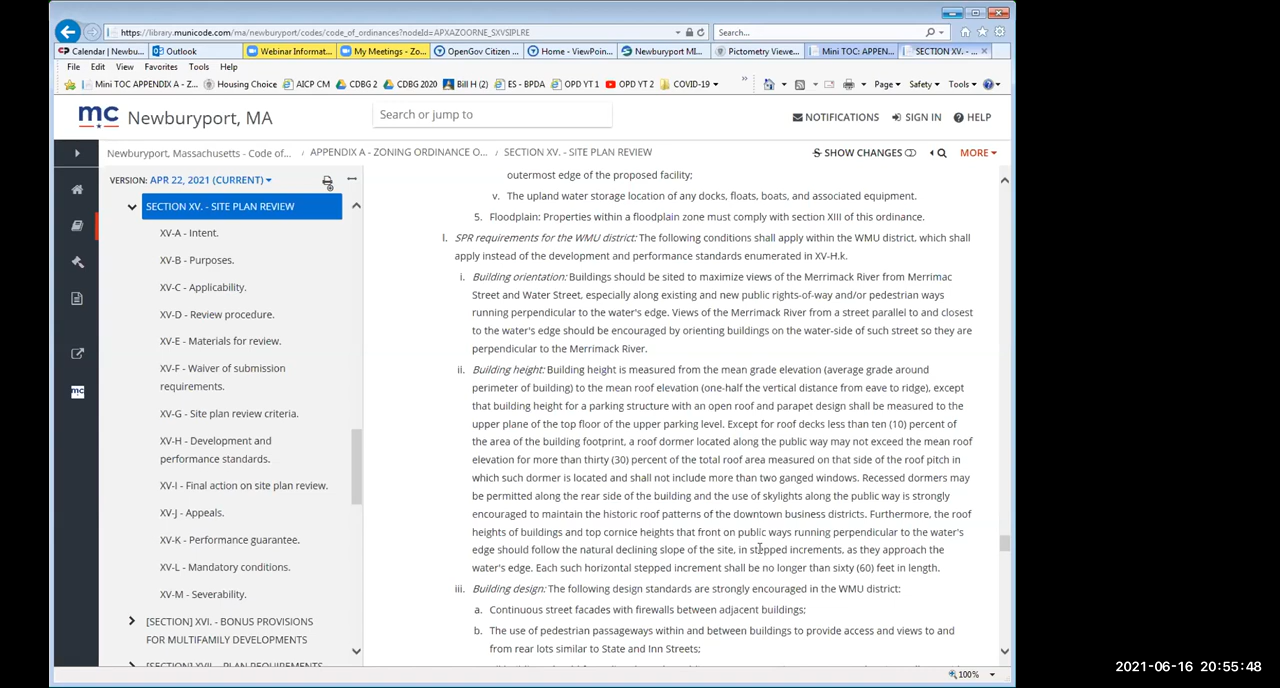 https://library.municode.com/ma/newburyport/codes/code_of_ordinances?nodeId=APXAZOORNE_SXVSIPLRE
Search...
Calendar | Newbu...
Outlook
Webinar Informat...
My Meetings - Zo...
OpenGov Citizen ...
Home - ViewPoin...
Newburyport MI...
Pictometry Viewe...
Mini TOC: APPEN...
SECTION XV. - ...
File Edit View Favorites Tools Help
Mini TOC APPENDIX A - Z...
Housing Choice
AICP CM
CDBG 2
CDBG 2020
Bill H (2)
ES - BPDA
OPD YT 1
OPD YT 2
COVID-19
Page
Safety
Tools
mc Newburyport, MA
Search or jump to
NOTIFICATIONS
SIGN IN
HELP
Newburyport, Massachusetts - Code of... / APPENDIX A - ZONING ORDINANCE O... / SECTION XV. - SITE PLAN REVIEW
SHOW CHANGES
MORE
VERSION: APR 22, 2021 (CURRENT)
SECTION XV. - SITE PLAN REVIEW
XV-A - Intent.
XV-B - Purposes.
XV-C - Applicability.
XV-D - Review procedure.
XV-E - Materials for review.
XV-F - Waiver of submission
requirements.
XV-G - Site plan review criteria.
XV-H - Development and
performance standards.
XV-I - Final action on site plan review.
XV-J - Appeals.
XV-K - Performance guarantee.
XV-L - Mandatory conditions.
XV-M - Severability.
[SECTION] XVI. - BONUS PROVISIONS
FOR MULTIFAMILY DEVELOPMENTS
[SECTION] XVII. - PLAN REQUIREMENTS
mc
outermost edge of the proposed facility;
v. The upland water storage location of any docks, floats, boats, and associated equipment.
5. Floodplain: Properties within a floodplain zone must comply with section XIII of this ordinance.
l. SPR requirements for the WMU district: The following conditions shall apply within the WMU district, which shall
apply instead of the development and performance standards enumerated in XV-H.k.
i. Building orientation: Buildings should be sited to maximize views of the Merrimack River from Merrimac
Street and Water Street, especially along existing and new public rights-of-way and/or pedestrian ways
running perpendicular to the water's edge. Views of the Merrimack River from a street parallel to and closest
to the water's edge should be encouraged by orienting buildings on the water-side of such street so they are
perpendicular to the Merrimack River.
ii. Building height: Building height is measured from the mean grade elevation (average grade around
perimeter of building) to the mean roof elevation (one-half the vertical distance from eave to ridge), except
that building height for a parking structure with an open roof and parapet design shall be measured to the
upper plane of the top floor of the upper parking level. Except for roof decks less than ten (10) percent of
the area of the building footprint, a roof dormer located along the public way may not exceed the mean roof
elevation for more than thirty (30) percent of the total roof area measured on that side of the roof pitch in
which such dormer is located and shall not include more than two ganged windows. Recessed dormers may
be permitted along the rear side of the building and the use of skylights along the public way is strongly
encouraged to maintain the historic roof patterns of the downtown business districts. Furthermore, the roof
heights of buildings and top cornice heights that front on public ways running perpendicular to the water's
edge should follow the natural declining slope of the site, in stepped increments, as they approach the
water's edge. Each such horizontal stepped increment shall be no longer than sixty (60) feet in length.
iii. Building design: The following design standards are strongly encouraged in the WMU district:
a. Continuous street facades with firewalls between adjacent buildings;
b. The use of pedestrian passageways within and between buildings to provide access and views to and
from rear lots similar to State and Inn Streets;
100%
2021-06-16 20:55:48